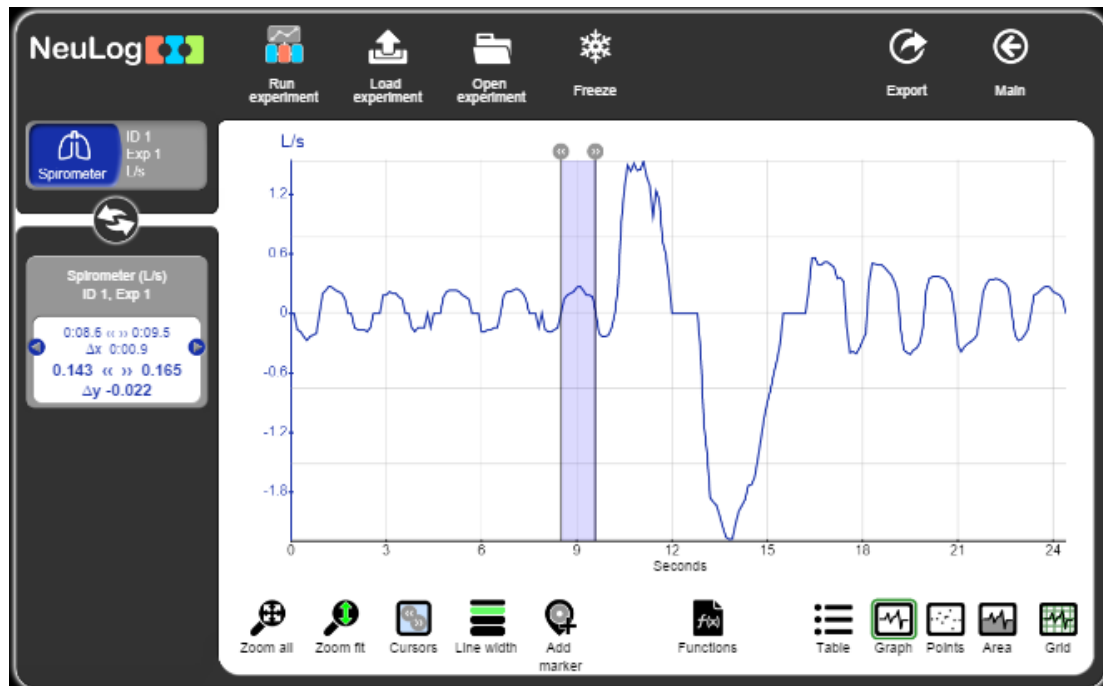 NeuLog
Run
experiment
Load
experiment
Open
experiment
Freeze
Export
Main
Spirometer
ID 1
Exp 1
L/s
Spirometer (L/s)
ID 1, Exp 1
0:08.6 « » 0:09.5
Δx 0:00.9
0.143 « » 0.165
Δy -0.022
L/s
« »
1.2
0.6
0
-0.6
-1.2
-1.8
0 3 6 9 12 15 18 21 24
Seconds
Zoom all
Zoom fit
Cursors
Line width
Add
marker
f(x)
Functions
Table
Graph
Points
Area
Grid